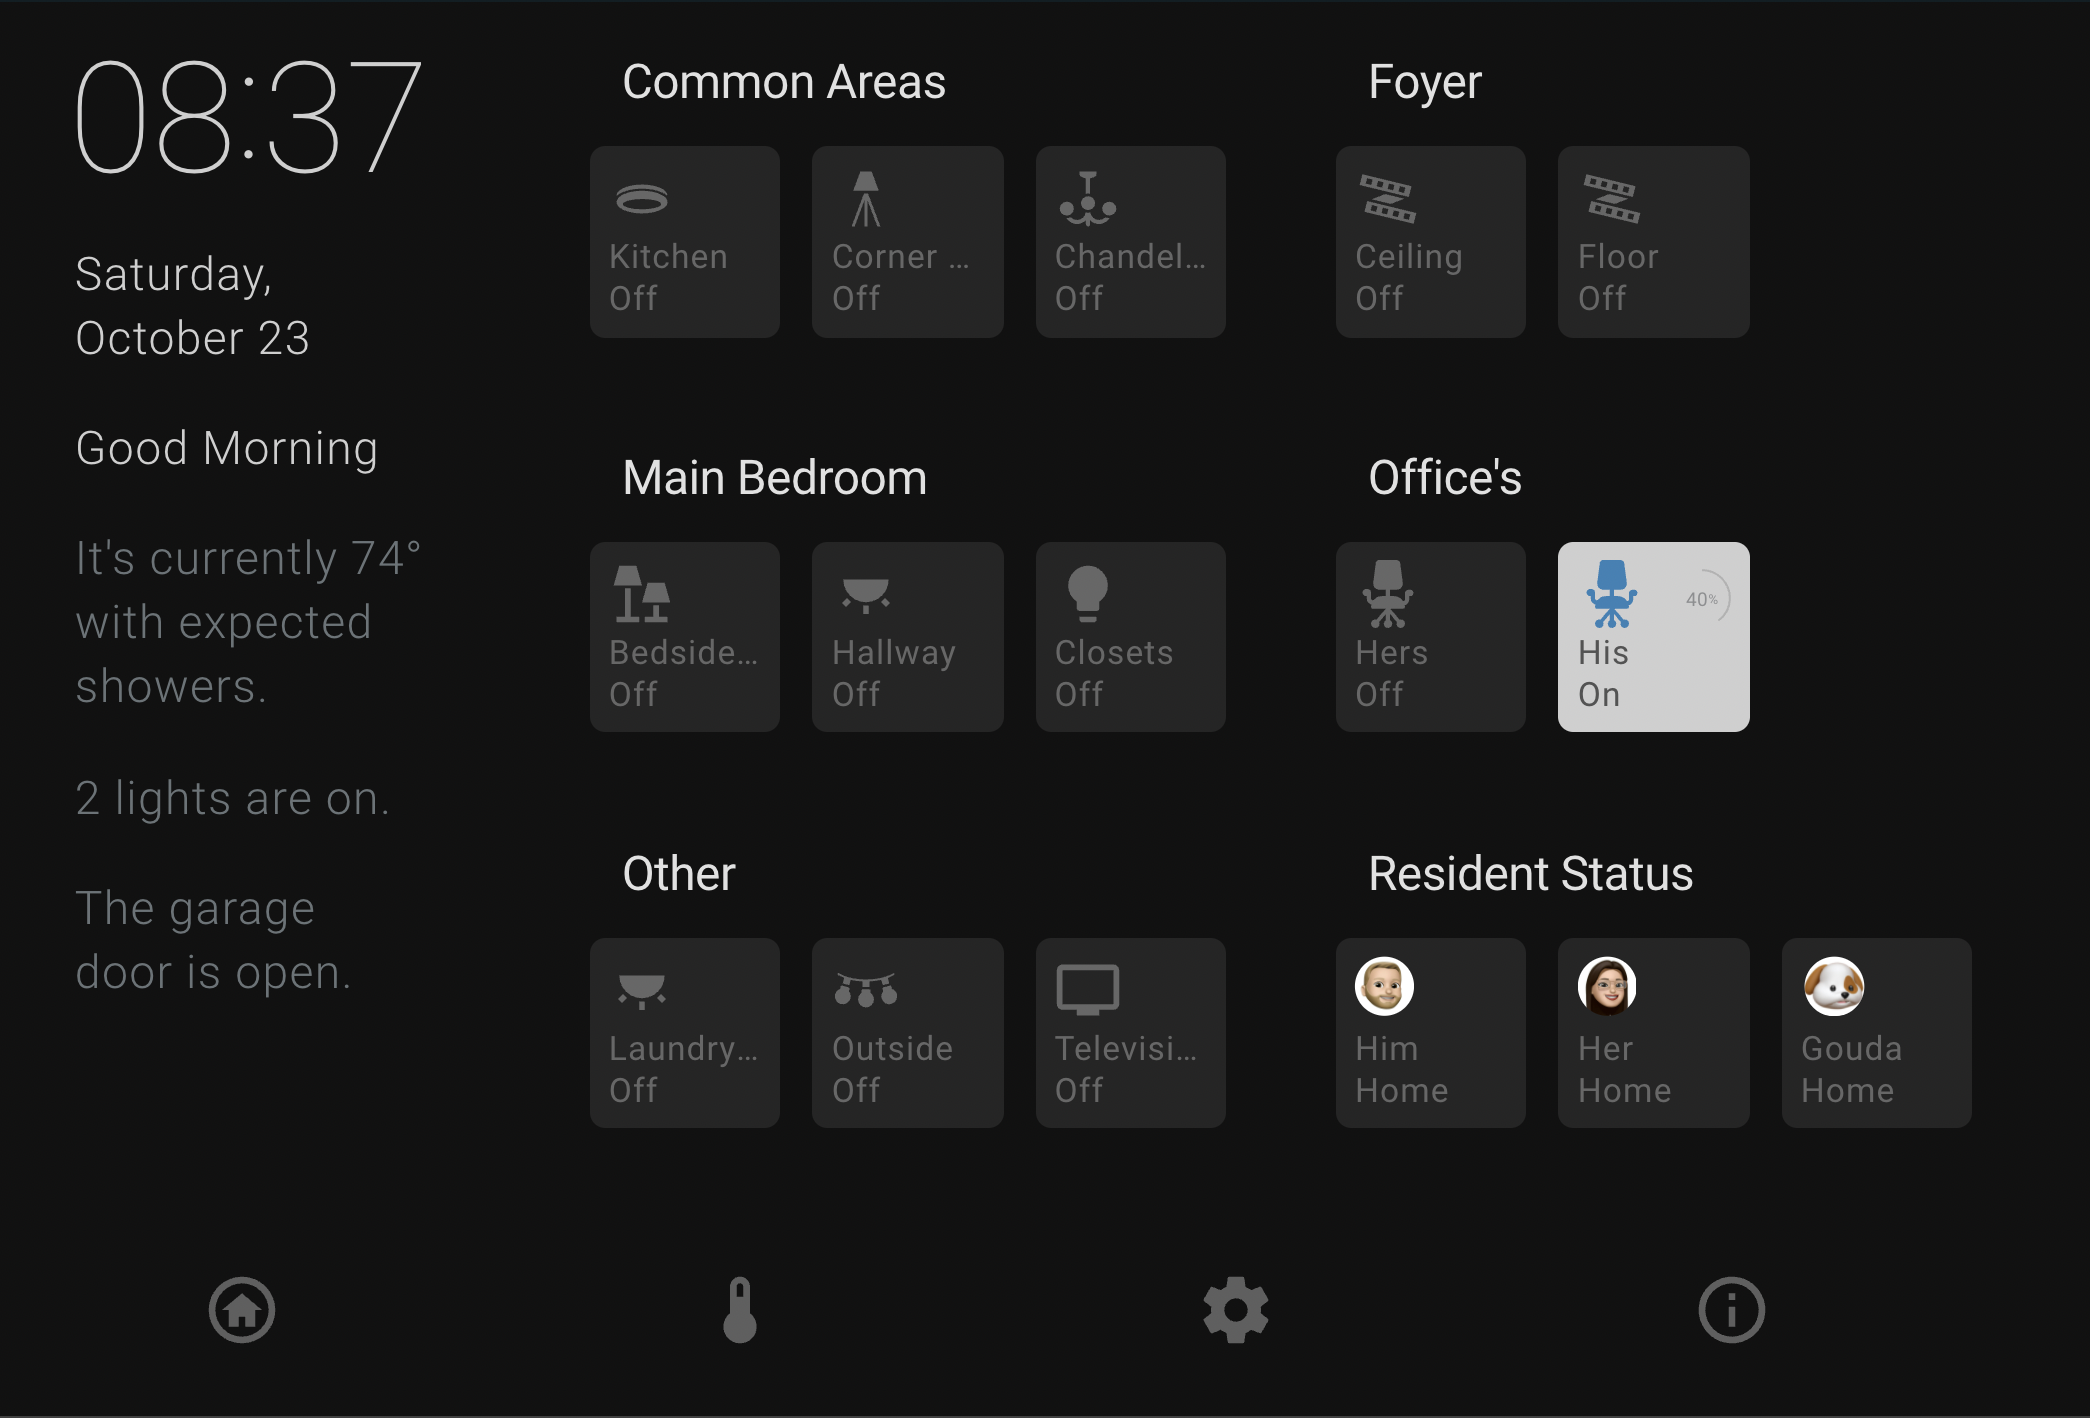 08:37
Saturday,
October 23
Good Morning
It's currently 74°
with expected
showers.
2 lights are on.
The garage
door is open.
Common Areas
Kitchen
Off
Corner ...
Off
Chandel...
Off
Foyer
Ceiling
Off
Floor
Off
Main Bedroom
Bedside...
Off
Hallway
Off
Closets
Off
Office's
Hers
Off
40%
His
On
Other
Laundry...
Off
Outside
Off
Televisi...
Off
Resident Status
Him
Home
Her
Home
Gouda
Home